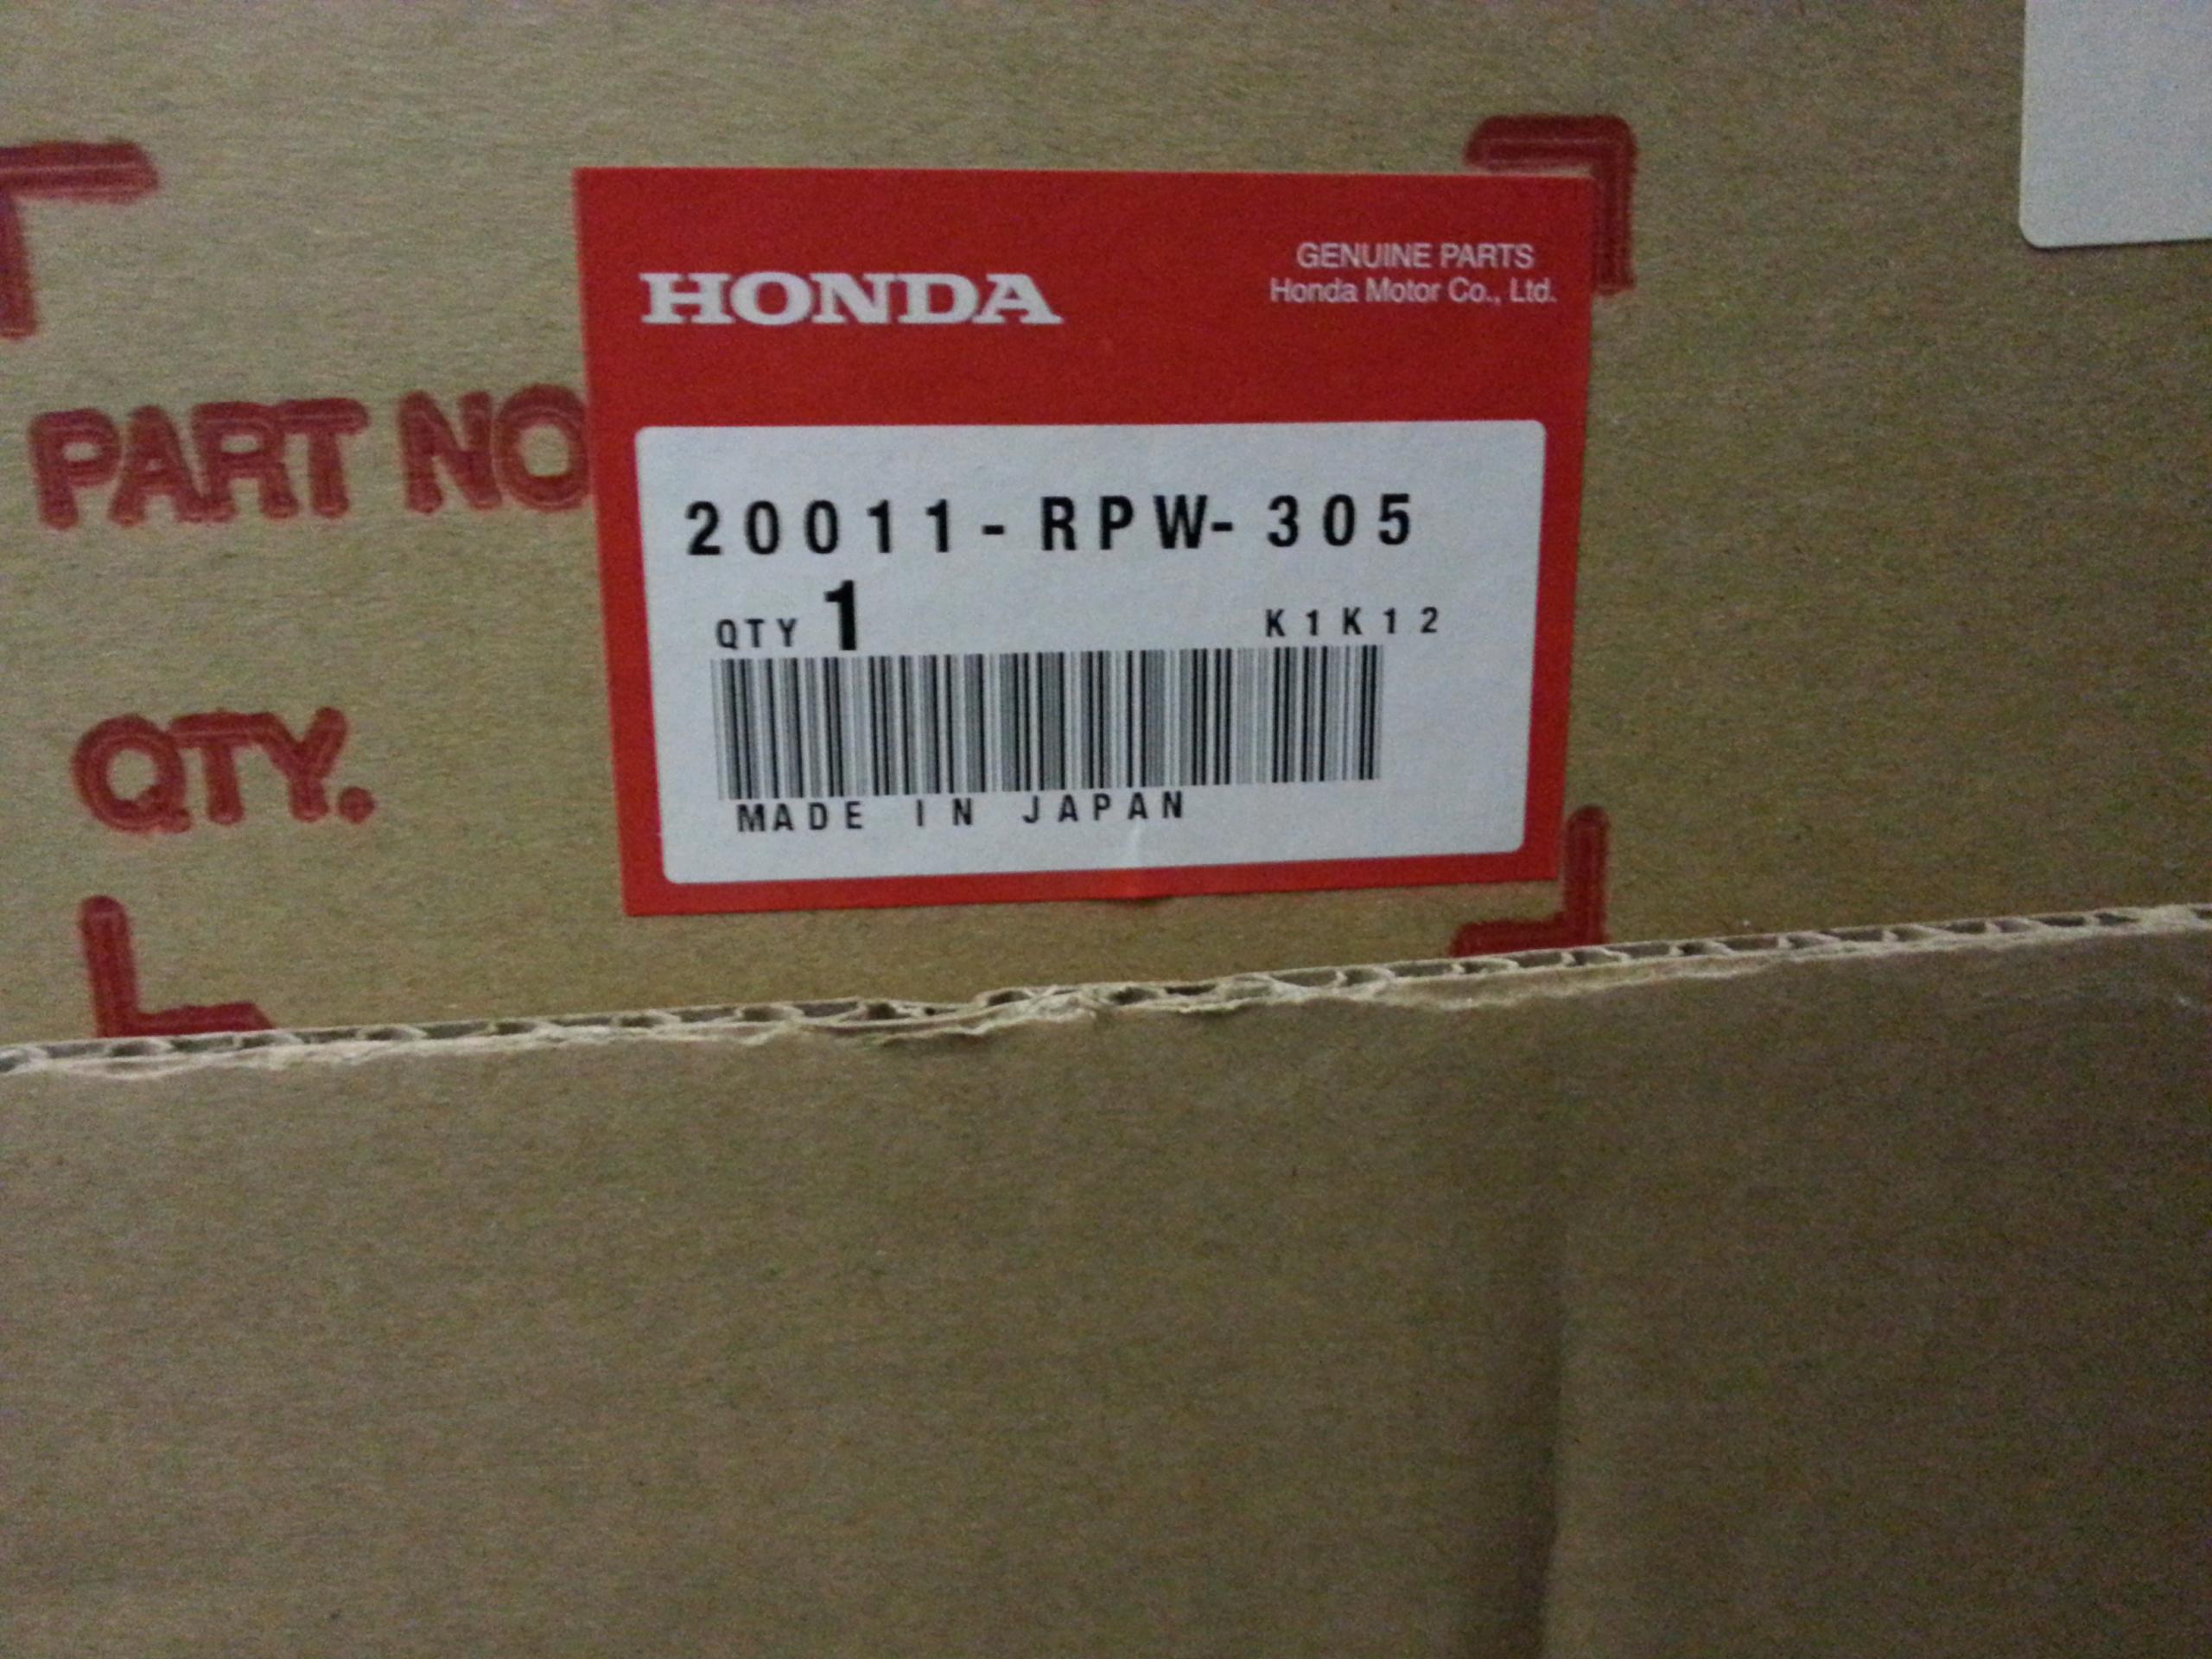 HONDA
GENUINE PARTS
Honda Motor Co., Ltd.
PART NO
20011-RPW-305
QTY 1
K1K12
QTY.
MADE IN JAPAN